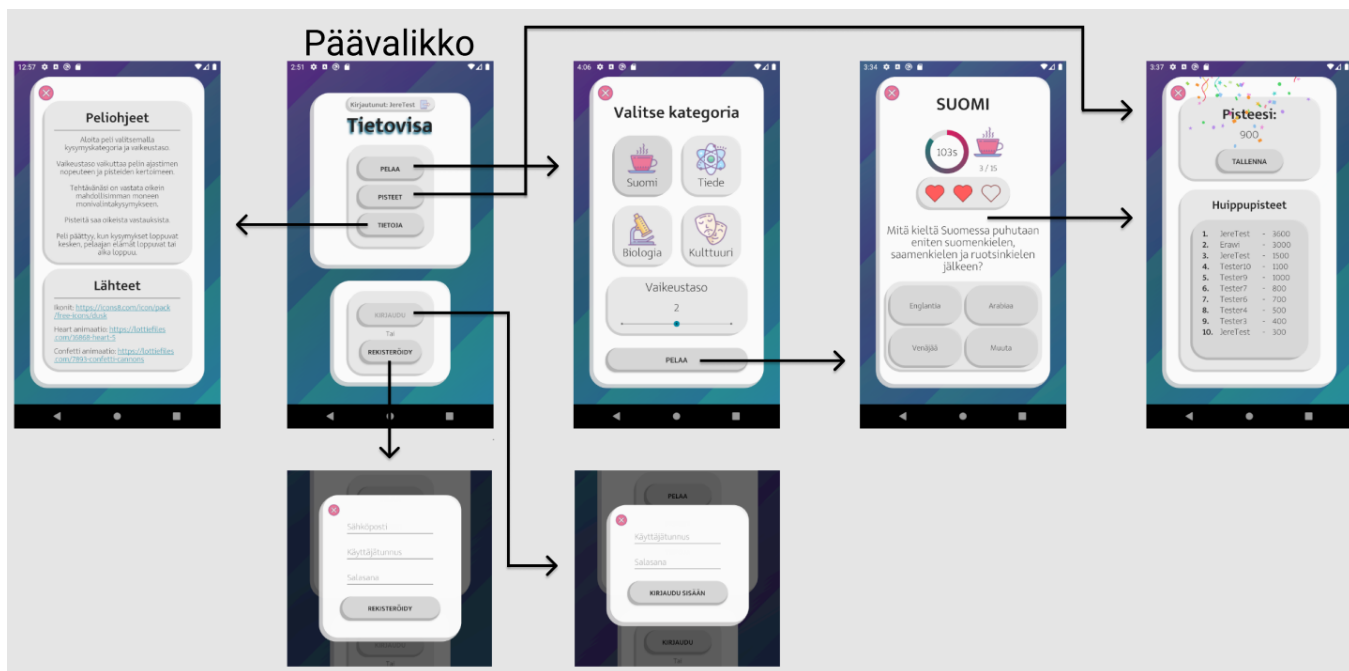 Päävalikko
12:57
Peliohjeet
Aloita peli valitsemalla
kysymyskategoria ja vaikeustaso.
Vaikeustaso vaikuttaa pelin ajastimen
nopeuteen ja pisteiden kertoimeen.
Tehtävänäsi on vastata oikein
mahdollisimman moneen
monivalintakysymykseen.
Pisteitä saa oikeista vastauksista.
Peli päättyy, kun kysymykset loppuvat
kesken, pelaajan elämät loppuvat tai
aika loppuu.
Lähteet
Ikonit: https://icons8.com/icon/pack
/free-icons/dusk
Heart animaatio: https://lottiefiles
.com/16868-heart-5
Confetti animaatio: https://lottiefiles
.com/7893-confetti-cannons
2:51
Kirjautunut: JereTest
Tietovisa
PELAA
PISTEET
TIETOJA
KIRJAUDU
Tai
REKISTERÖIDY
4:06
Valitse kategoria
Suomi
Tiede
Biologia
Kulttuuri
Vaikeustaso
2
PELAA
3:34
SUOMI
103s
3 / 15
Mitä kieltä Suomessa puhutaan
eniten suomenkielen,
saamenkielen ja ruotsinkielen
jälkeen?
Englantia
Arabiaa
Venäjää
Muuta
3:37
Pisteesi:
900
TALLENNA
Huippupisteet
1. JereTest - 3600
2. Erawi - 3000
3. JereTest - 1500
4. Tester10 - 1100
5. Tester9 - 1000
6. Tester7 - 800
7. Tester6 - 700
8. Tester4 - 500
9. Tester3 - 400
10. JereTest - 300
Sähköposti
Käyttäjätunnus
Salasana
REKISTERÖIDY
Tai
PELAA
Käyttäjätunnus
Salasana
KIRJAUDU SISÄÄN
KIRJAUDU
Tai